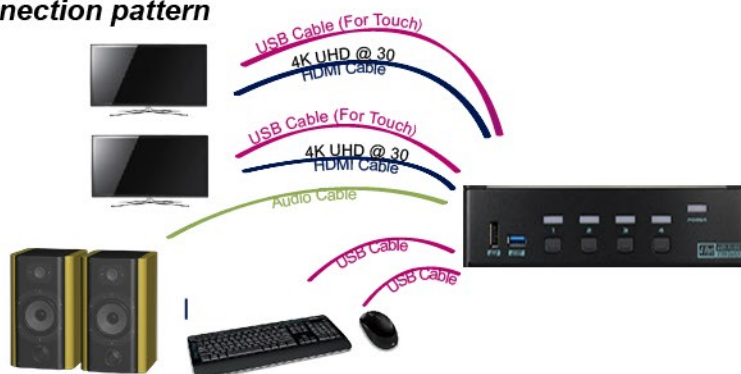 nection pattern
USB Cable (For Touch)
4K UHD @ 30
HDMI Cable
USB Cable (For Touch)
4K UHD @ 30
HDMI Cable
Audio Cable
USB Cable
USB Cable
1 2 3 4
POWER